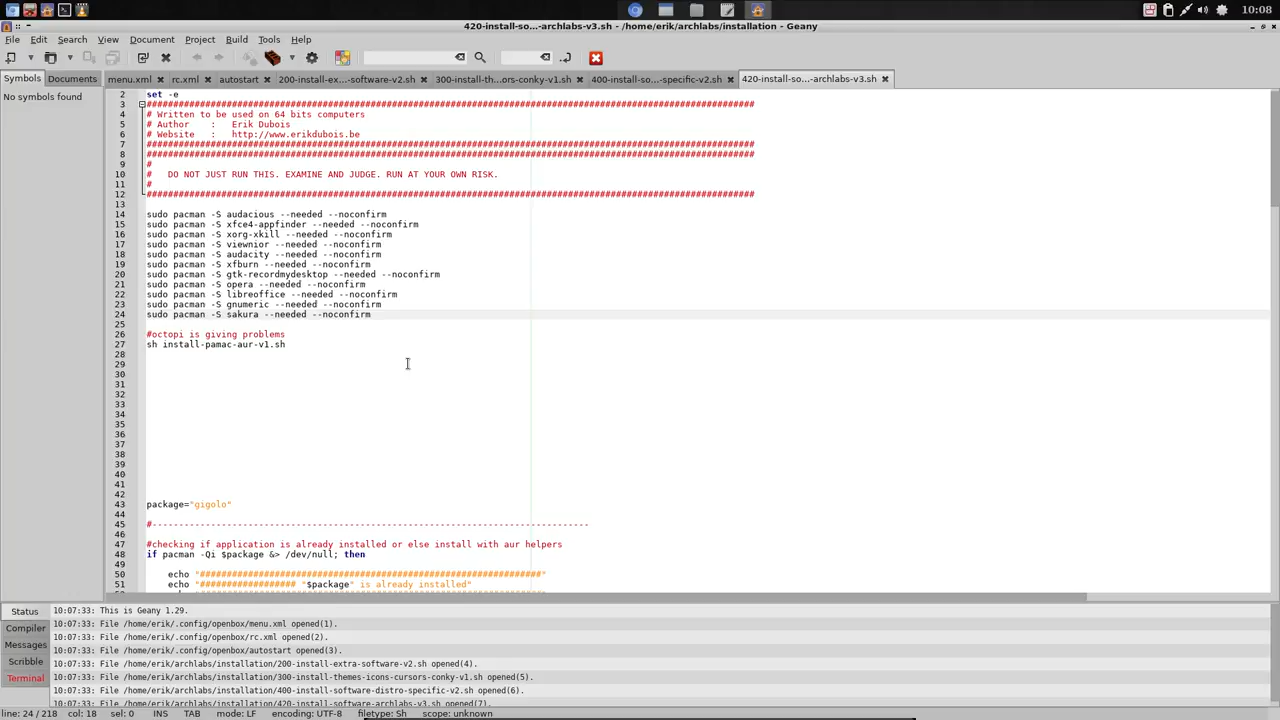 10:08
420-install-so...-archlabs-v3.sh - /home/erik/archlabs/installation - Geany
File Edit Search View Document Project Build Tools Help
Symbols Documents menu.xml rc.xml autostart 200-install-ex...-software-v2.sh 300-install-th...ors-conky-v1.sh 400-install-so...-specific-v2.sh 420-install-so...-archlabs-v3.sh
No symbols found
2 set -e
3 ###################################################################################################################
4 # Written to be used on 64 bits computers
5 # Author : Erik Dubois
6 # Website : http://www.erikdubois.be
7 ###################################################################################################################
8 ###################################################################################################################
9 #
10 # DO NOT JUST RUN THIS. EXAMINE AND JUDGE. RUN AT YOUR OWN RISK.
11 #
12 ###################################################################################################################
13
14 sudo pacman -S audacious --needed --noconfirm
15 sudo pacman -S xfce4-appfinder --needed --noconfirm
16 sudo pacman -S xorg-xkill --needed --noconfirm
17 sudo pacman -S viewnior --needed --noconfirm
18 sudo pacman -S audacity --needed --noconfirm
19 sudo pacman -S xfburn --needed --noconfirm
20 sudo pacman -S gtk-recordmydesktop --needed --noconfirm
21 sudo pacman -S opera --needed --noconfirm
22 sudo pacman -S libreoffice --needed --noconfirm
23 sudo pacman -S gnumeric --needed --noconfirm
24 sudo pacman -S sakura --needed --noconfirm
25
26 #octopi is giving problems
27 sh install-pamac-aur-v1.sh
28
29
30
31
32
33
34
35
36
37
38
39
40
41
42
43 package="gigolo"
44
45 #----------------------------------------------------------------------------------
46
47 #checking if application is already installed or else install with aur helpers
48 if pacman -Qi $package &> /dev/null; then
49
50 echo "################################################################"
51 echo "################## "$package" is already installed"
Status
Compiler
Messages
Scribble
Terminal
10:07:33: This is Geany 1.29.
10:07:33: File /home/erik/.config/openbox/menu.xml opened(1).
10:07:33: File /home/erik/.config/openbox/rc.xml opened(2).
10:07:33: File /home/erik/.config/openbox/autostart opened(3).
10:07:33: File /home/erik/archlabs/installation/200-install-extra-software-v2.sh opened(4).
10:07:33: File /home/erik/archlabs/installation/300-install-themes-icons-cursors-conky-v1.sh opened(5).
10:07:33: File /home/erik/archlabs/installation/400-install-software-distro-specific-v2.sh opened(6).
10:07:33: File /home/erik/archlabs/installation/420-install-software-archlabs-v3.sh opened(7).
line: 24 / 218 col: 18 sel: 0 INS TAB mode: LF encoding: UTF-8 filetype: Sh scope: unknown